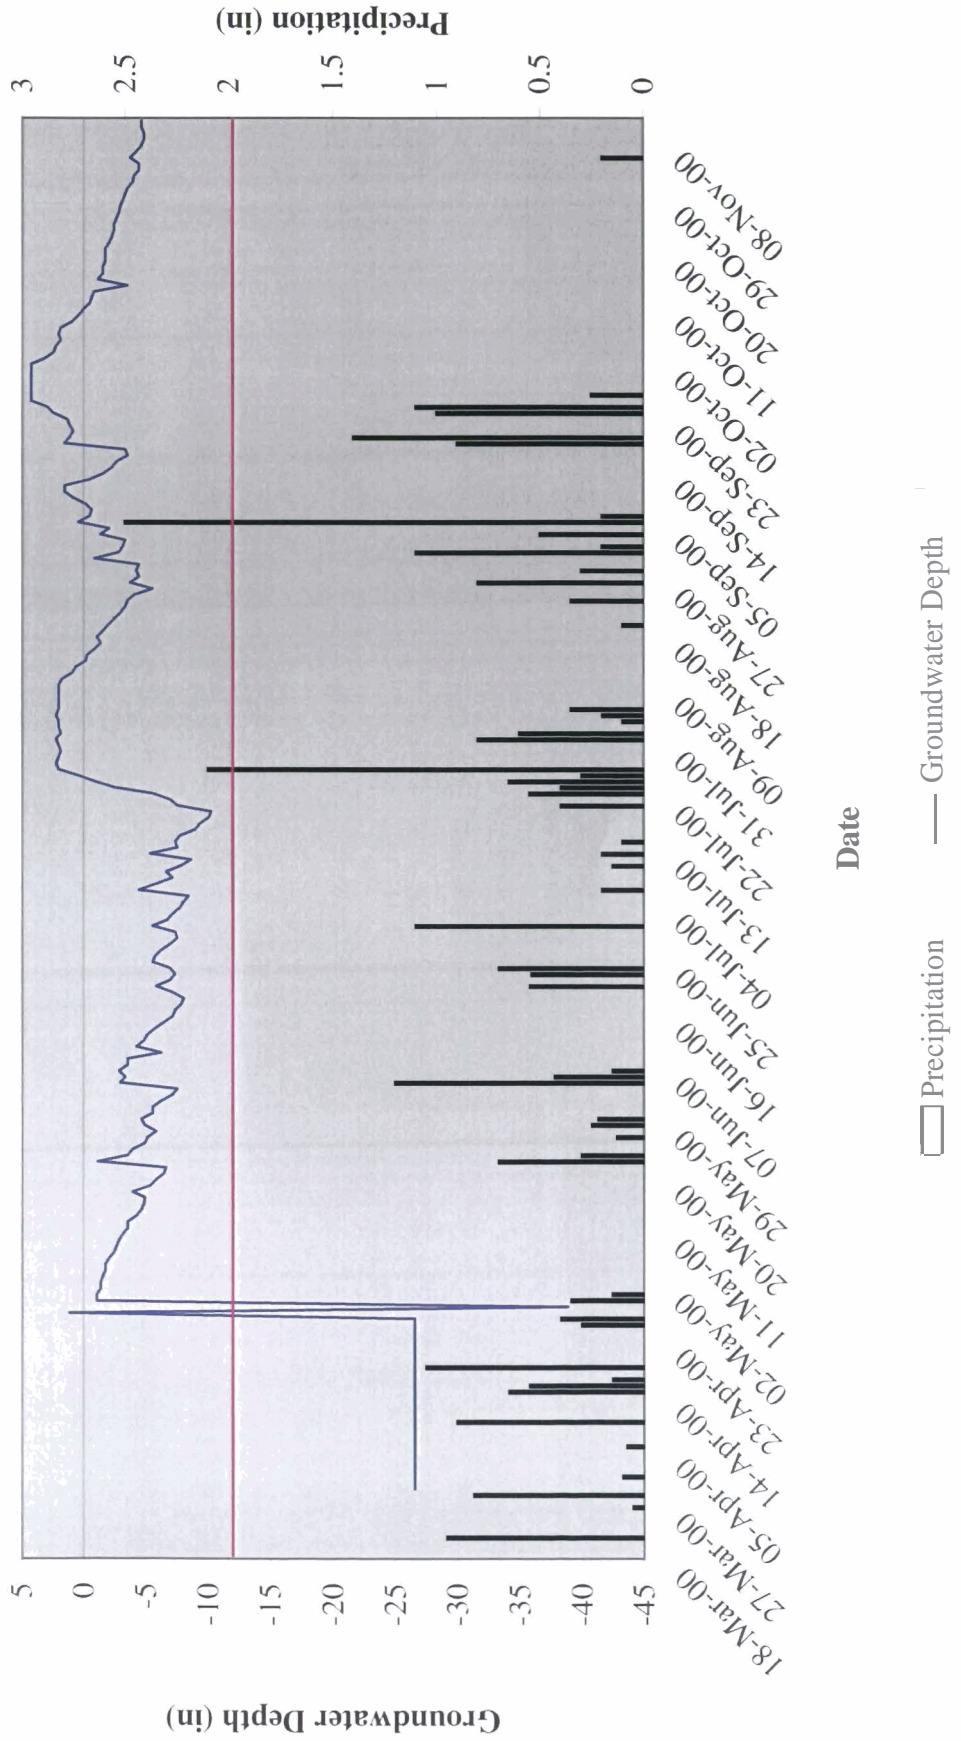 Groundwater Depth (in)
5
0
-5
-10
-15
-20
-25
-30
-35
-40
-45
Precipitation (in)
3
2.5
2
1.5
1
0.5
0
18-Mar-00
27-Mar-00
05-Apr-00
14-Apr-00
23-Apr-00
02-May-00
11-May-00
20-May-00
29-May-00
07-Jun-00
16-Jun-00
25-Jun-00
04-Jul-00
13-Jul-00
22-Jul-00
31-Jul-00
09-Aug-00
18-Aug-00
27-Aug-00
05-Sep-00
14-Sep-00
23-Sep-00
02-Oct-00
11-Oct-00
20-Oct-00
29-Oct-00
08-Nov-00
Date
Precipitation
Groundwater Depth